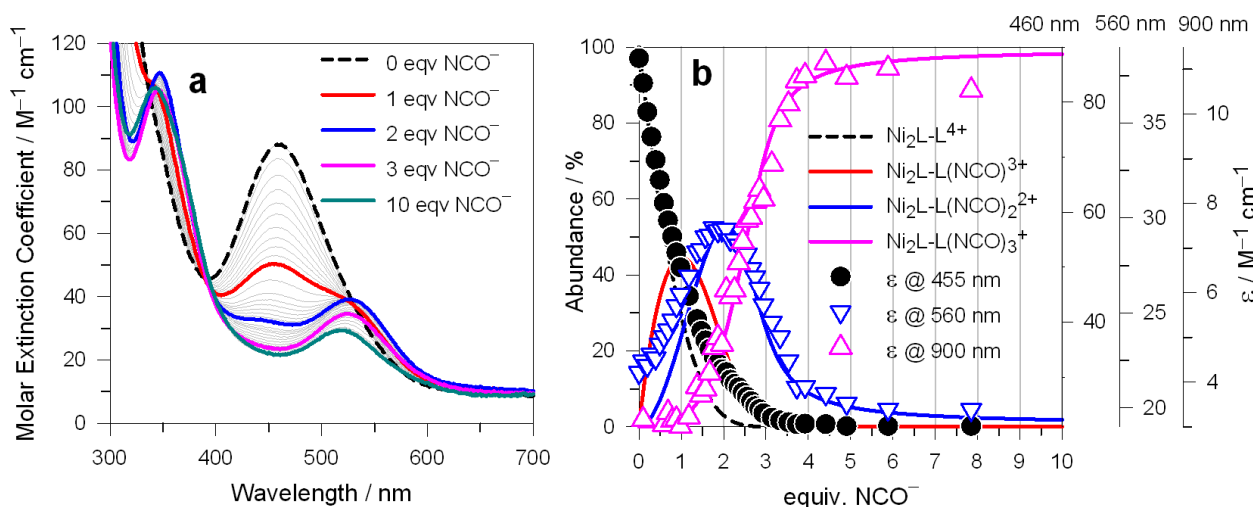 460 nm 560 nm 900 nm
a
Molar Extinction Coefficient / M⁻¹ cm⁻¹
120
100
80
60
40
20
0
0 eqv NCO⁻
1 eqv NCO⁻
2 eqv NCO⁻
3 eqv NCO⁻
10 eqv NCO⁻
300 400 500 600 700
Wavelength / nm
b
Abundance / %
100
80
60
40
20
0
Ni₂L-L⁴⁺
Ni₂L-L(NCO)³⁺
Ni₂L-L(NCO)₂²⁺
Ni₂L-L(NCO)₃⁺
ε @ 455 nm
ε @ 560 nm
ε @ 900 nm
0 1 2 3 4 5 6 7 8 9 10
equiv. NCO⁻
80
60
40
35
30
25
20
10
8
6
4
ε / M⁻¹ cm⁻¹